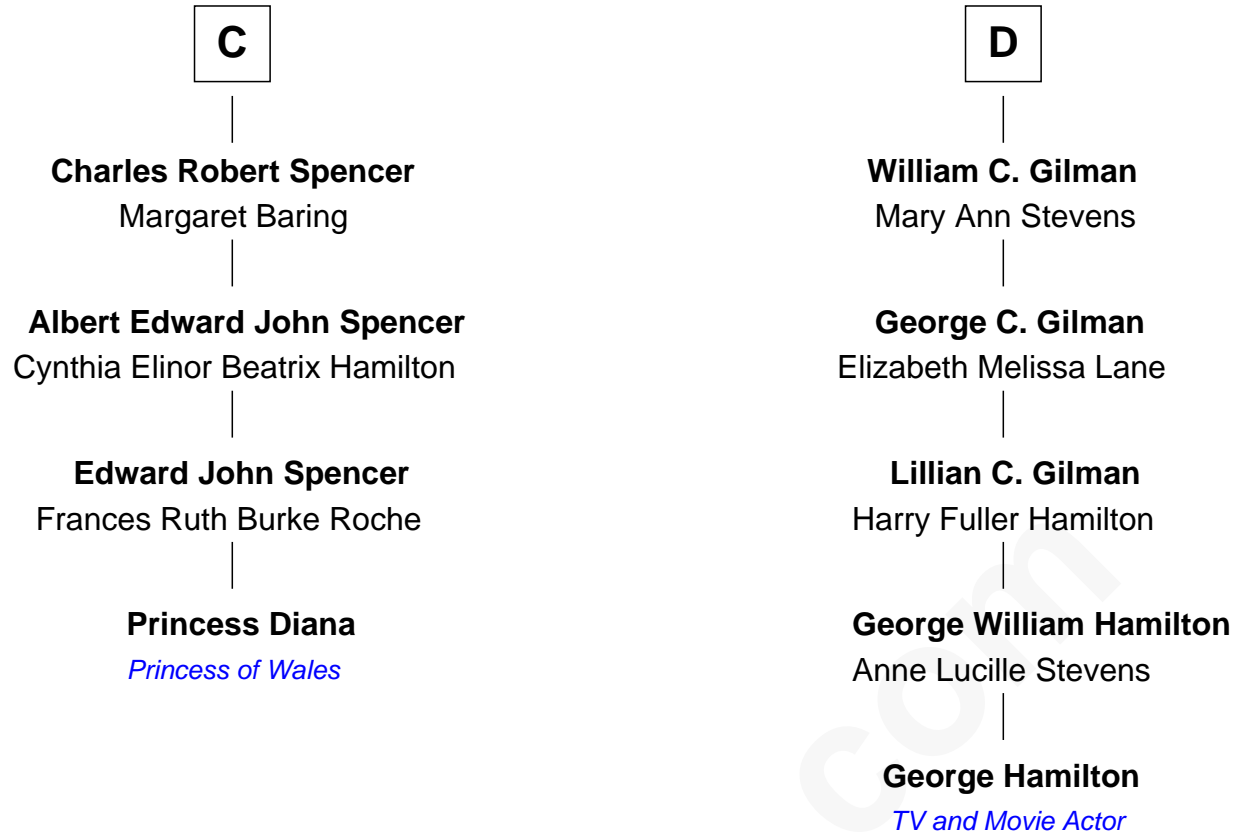 C
Charles Robert Spencer
Margaret Baring
Albert Edward John Spencer
Cynthia Elinor Beatrix Hamilton
Edward John Spencer
Frances Ruth Burke Roche
Princess Diana
Princess of Wales
D
William C. Gilman
Mary Ann Stevens
George C. Gilman
Elizabeth Melissa Lane
Lillian C. Gilman
Harry Fuller Hamilton
George William Hamilton
Anne Lucille Stevens
George Hamilton
TV and Movie Actor
com